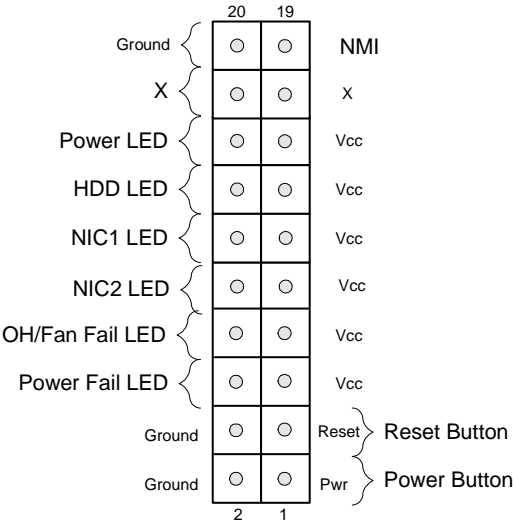 20 19
Ground NMI
X X
Power LED Vcc
HDD LED Vcc
NIC1 LED Vcc
NIC2 LED Vcc
OH/Fan Fail LED Vcc
Power Fail LED Vcc
Ground Reset Reset Button
Ground Pwr Power Button
2 1